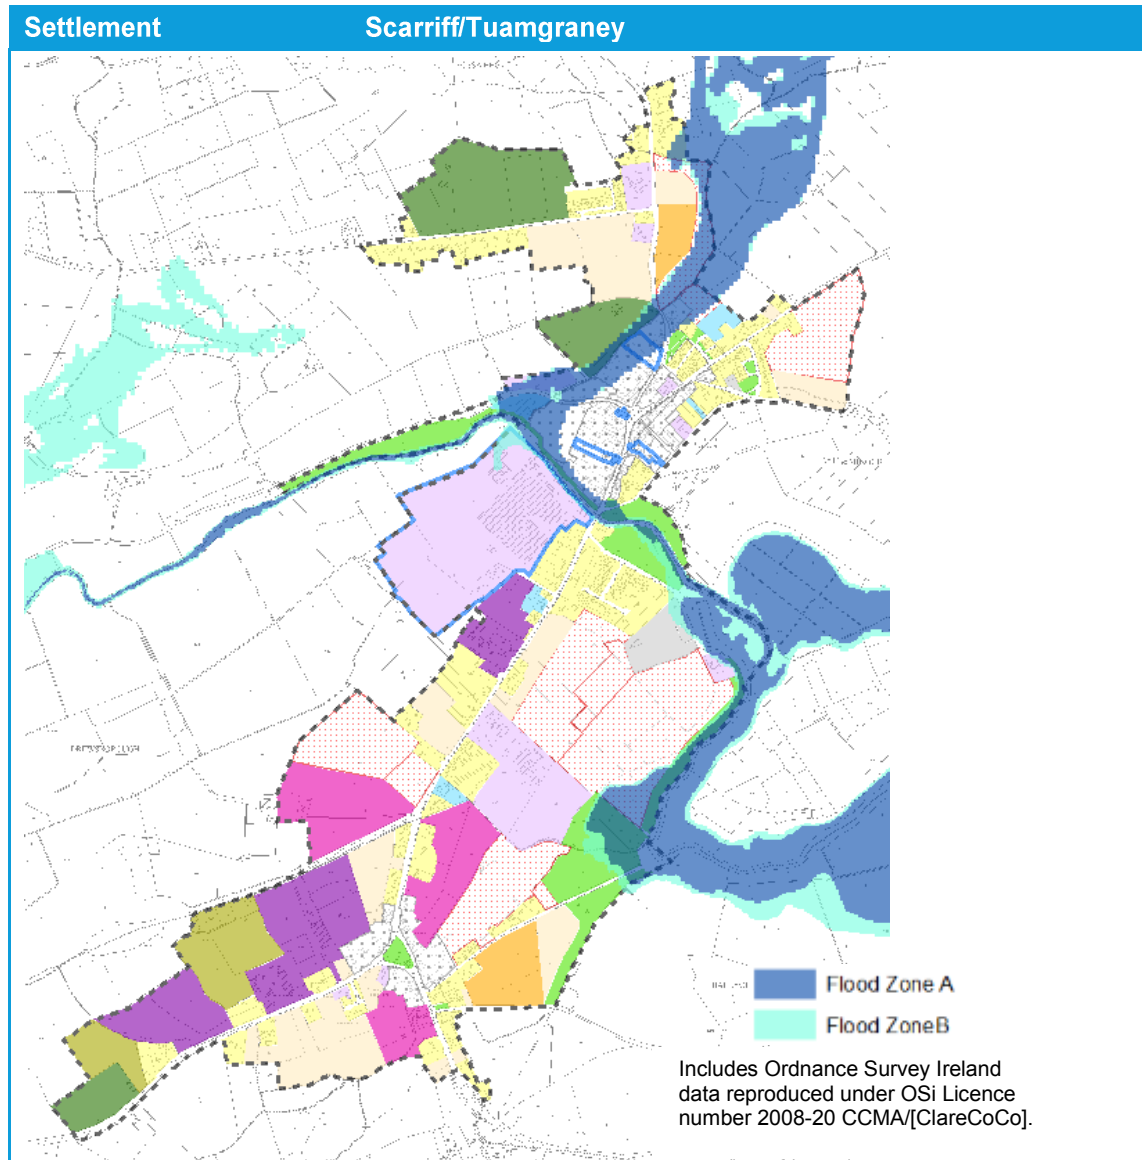 Settlement Scarriff/Tuamgraney
Flood Zone A
Flood ZoneB
Includes Ordnance Survey Ireland
data reproduced under OSi Licence
number 2008-20 CCMA/[ClareCoCo].